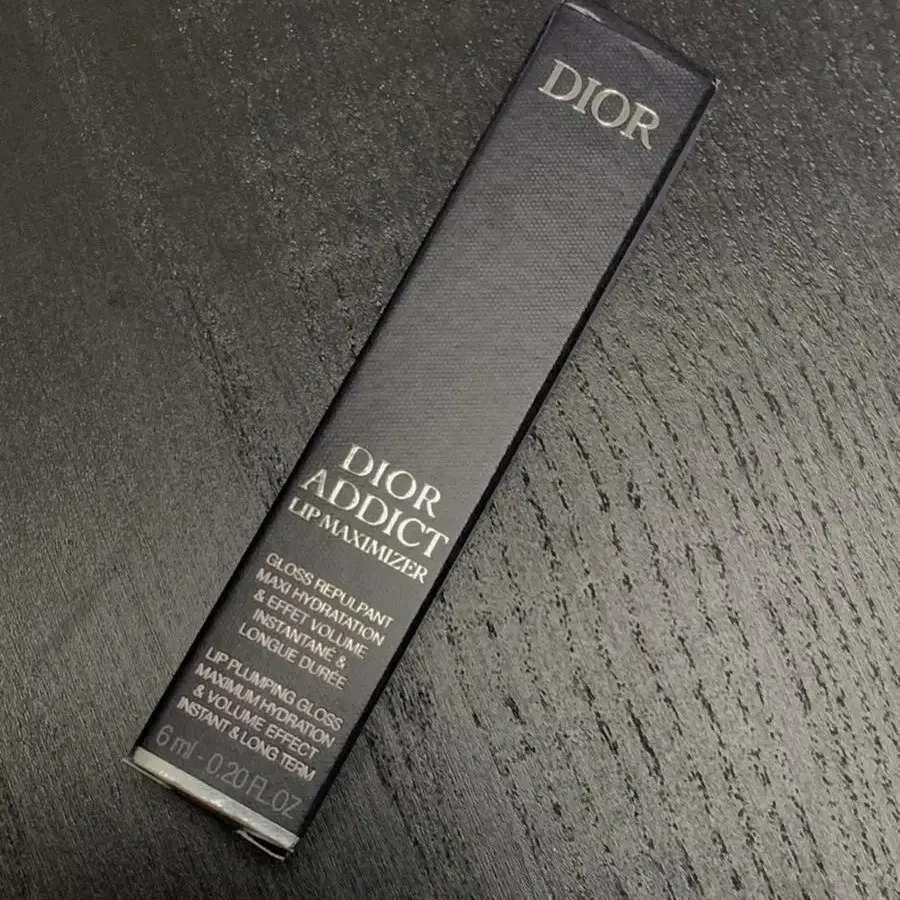 DIOR
DIOR
ADDICT
LIP MAXIMIZER
GLOSS REPULPANT
MAXI HYDRATATION
& EFFET VOLUME
INSTANTANÉ &
LONGUE DURÉE
LIP PLUMPING GLOSS
MAXIMUM HYDRATION
& VOLUME EFFECT
INSTANT & LONG TERM
6 ml - 0.20 FL. OZ